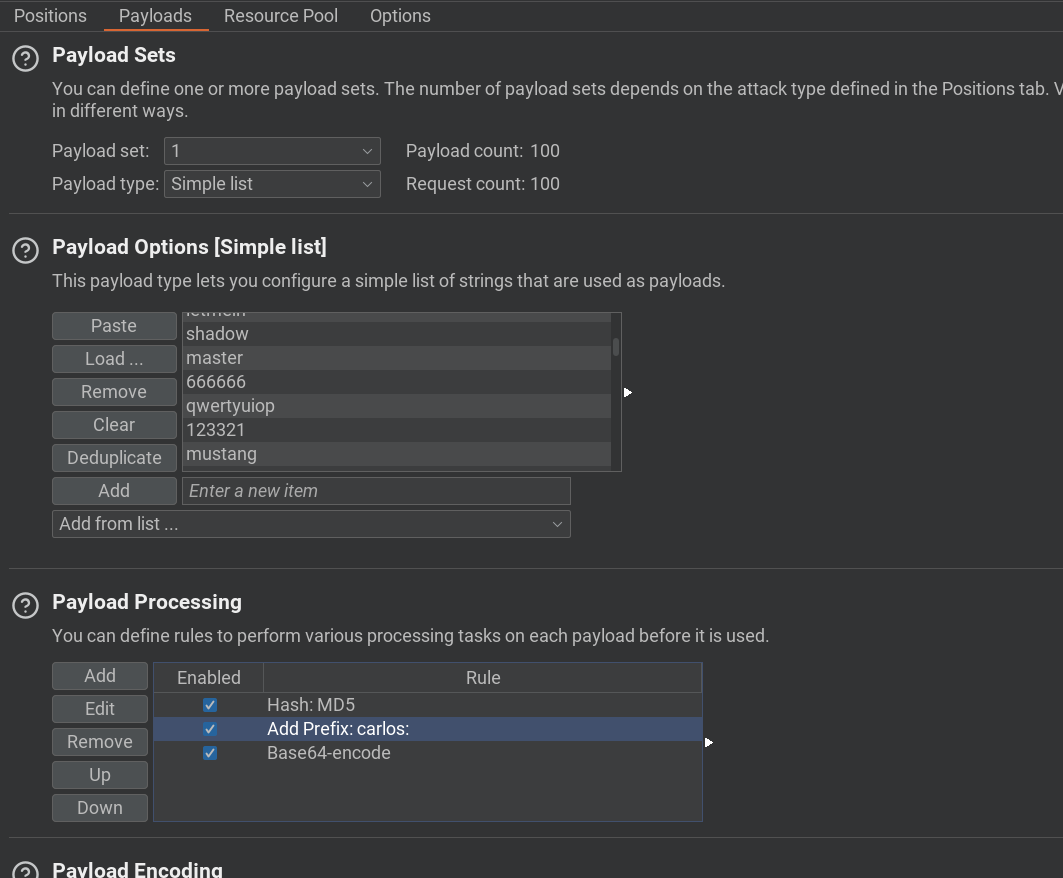 Positions Payloads Resource Pool Options
Payload Sets
You can define one or more payload sets. The number of payload sets depends on the attack type defined in the Positions tab. V
in different ways.
Payload set: 1 Payload count: 100
Payload type: Simple list Request count: 100
Payload Options [Simple list]
This payload type lets you configure a simple list of strings that are used as payloads.
Paste
Load ...
Remove
Clear
Deduplicate
letmein
shadow
master
666666
qwertyuiop
123321
mustang
Add Enter a new item
Add from list ...
Payload Processing
You can define rules to perform various processing tasks on each payload before it is used.
Add
Edit
Remove
Up
Down
Enabled Rule
Hash: MD5
Add Prefix: carlos:
Base64-encode
Payload Encoding